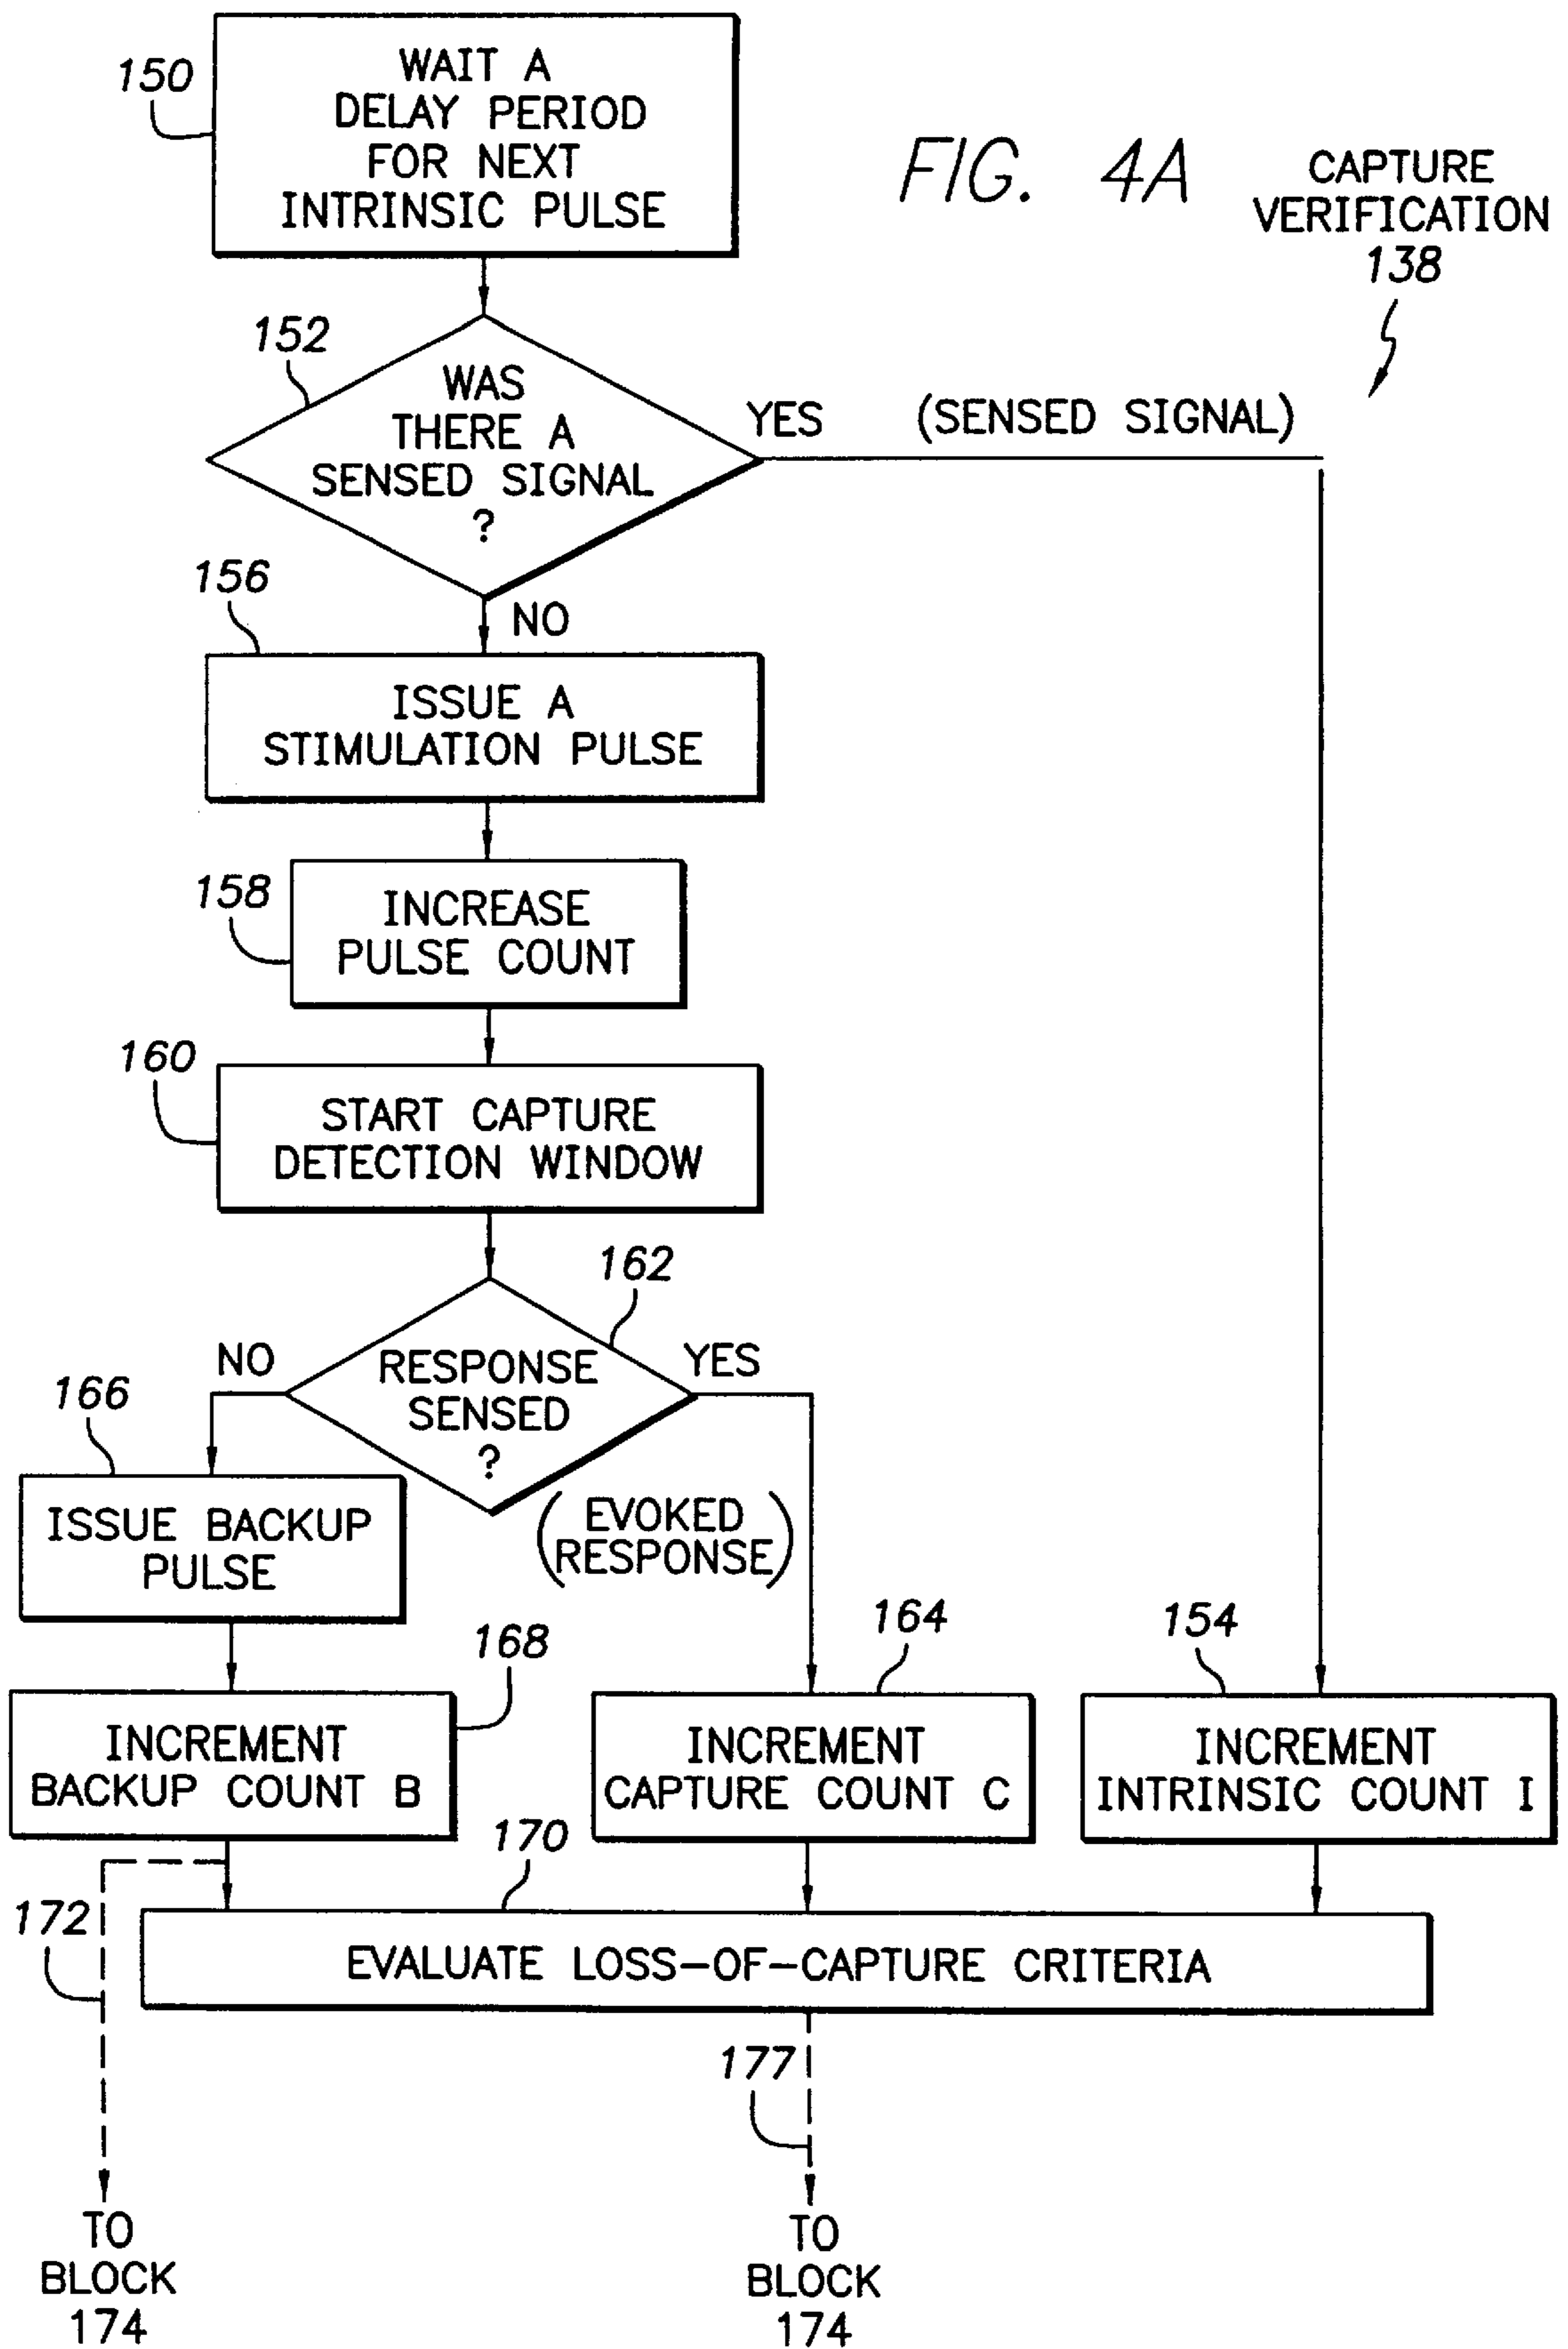 150
WAIT A
DELAY PERIOD
FOR NEXT
INTRINSIC PULSE
FIG. 4A
CAPTURE
VERIFICATION
138
152
WAS
THERE A
SENSED SIGNAL
?
YES
(SENSED SIGNAL)
NO
156
ISSUE A
STIMULATION PULSE
158
INCREASE
PULSE COUNT
160
START CAPTURE
DETECTION WINDOW
162
RESPONSE
SENSED
?
NO
YES
(EVOKED
RESPONSE)
166
ISSUE BACKUP
PULSE
168
INCREMENT
BACKUP COUNT B
164
INCREMENT
CAPTURE COUNT C
154
INCREMENT
INTRINSIC COUNT I
170
EVALUATE LOSS-OF-CAPTURE CRITERIA
172
TO
BLOCK
174
177
TO
BLOCK
174